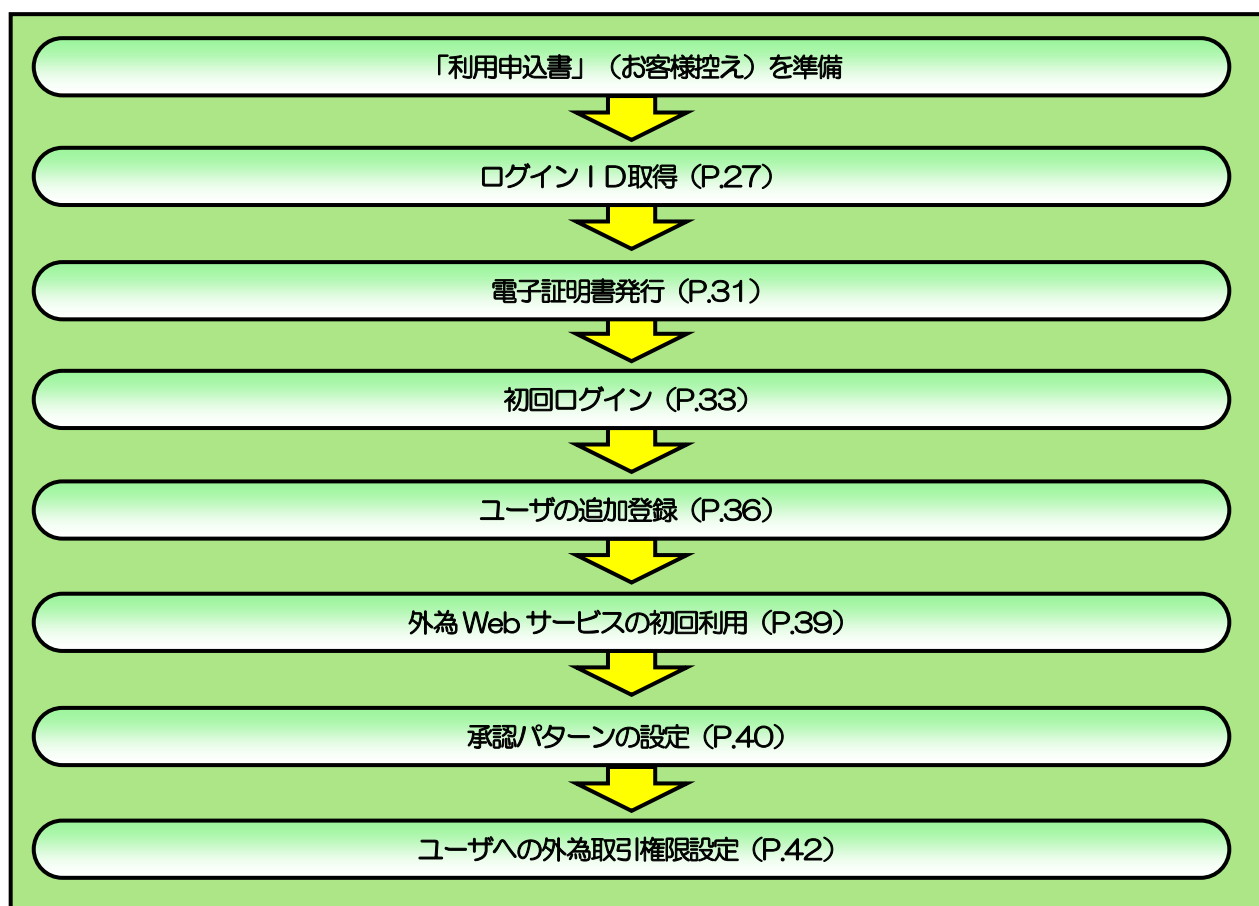 「利用申込書」（お客様控え）を準備
ログインＩＤ取得（P.27）
電子証明書発行（P.31）
初回ログイン（P.33）
ユーザの追加登録（P.36）
外為 Web サービスの初回利用（P.39）
承認パターンの設定（P.40）
ユーザへの外為取引権限設定（P.42）